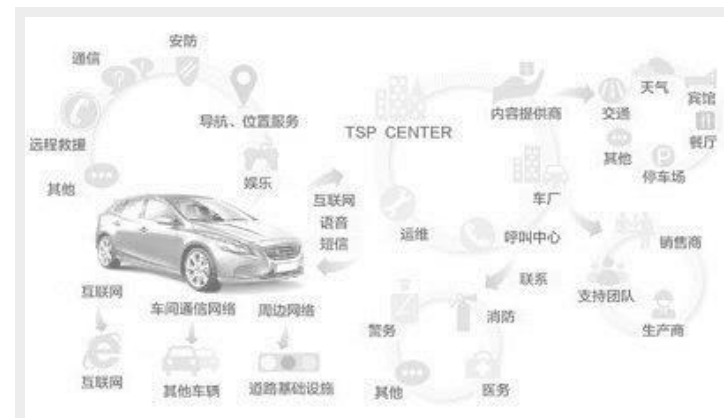 安防
通信
导航、位置服务
远程救援
其他
娱乐
TSP CENTER
内容提供商
交通
天气
宾馆
餐厅
其他
停车场
互联网
语音
短信
运维
车厂
呼叫中心
销售商
支持团队
生产商
联系
警务
消防
其他
医务
互联网
车间通信网络
周边网络
互联网
其他车辆
道路基础设施